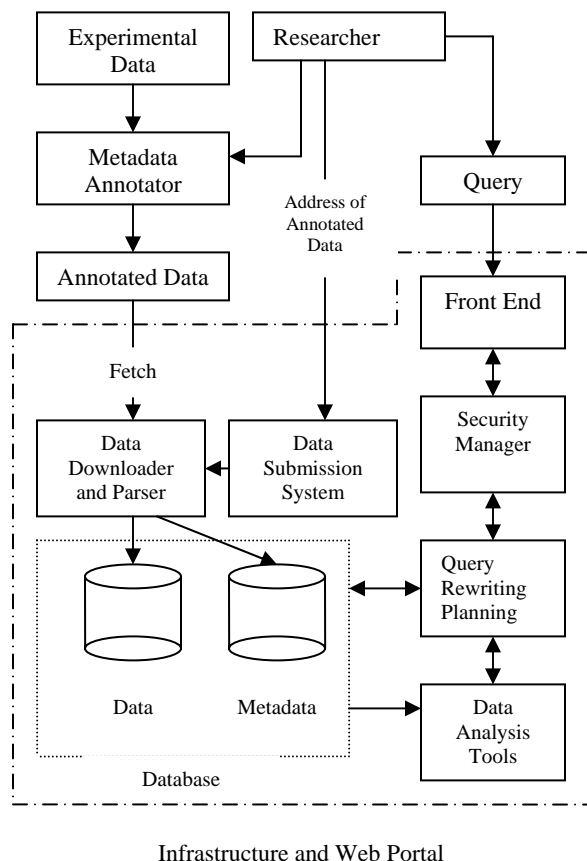 Experimental
Data
Researcher
Metadata
Annotator
Address of
Annotated
Data
Query
Annotated Data
Front End
Fetch
Security
Manager
Data
Downloader
and Parser
Data
Submission
System
Query
Rewriting
Planning
Data
Metadata
Data
Analysis
Tools
Database
Infrastructure and Web Portal